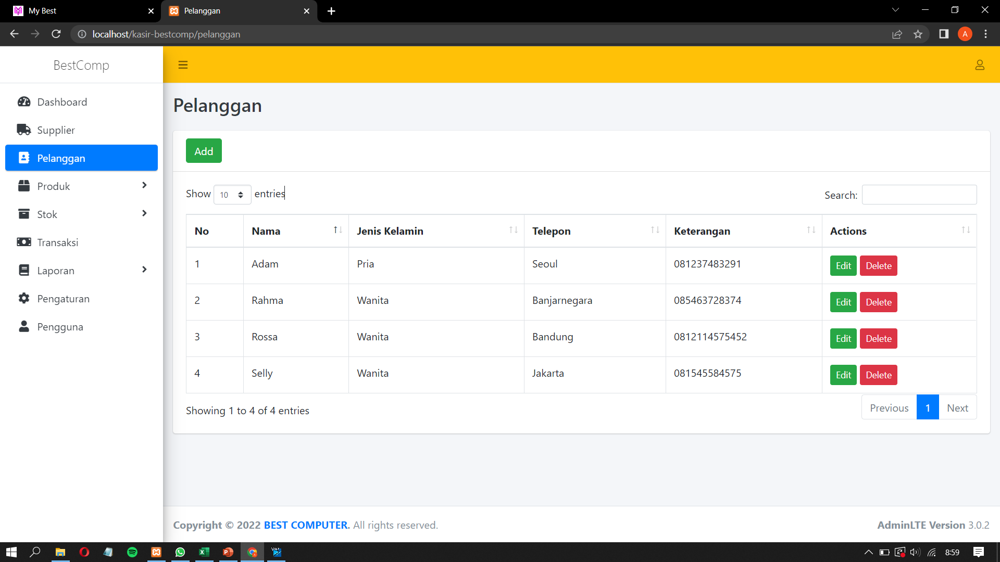 My Best
Pelanggan
localhost/kasir-bestcomp/pelanggan
A
BestComp
Dashboard
Supplier
Pelanggan
Produk
Stok
Transaksi
Laporan
Pengaturan
Pengguna
Pelanggan
Add
Show 10 entries
Search:
No Nama Jenis Kelamin Telepon Keterangan Actions
1 Adam Pria Seoul 081237483291 Edit Delete
2 Rahma Wanita Banjarnegara 085463728374 Edit Delete
3 Rossa Wanita Bandung 0812114575452 Edit Delete
4 Selly Wanita Jakarta 081545584575 Edit Delete
Showing 1 to 4 of 4 entries
Previous 1 Next
Copyright © 2022 BEST COMPUTER. All rights reserved.
AdminLTE Version 3.0.2
8:59